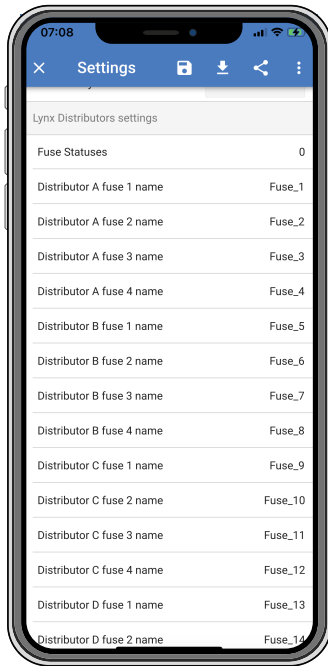 07:08
Settings
Lynx Distributors settings
Fuse Statuses 0
Distributor A fuse 1 name Fuse_1
Distributor A fuse 2 name Fuse_2
Distributor A fuse 3 name Fuse_3
Distributor A fuse 4 name Fuse_4
Distributor B fuse 1 name Fuse_5
Distributor B fuse 2 name Fuse_6
Distributor B fuse 3 name Fuse_7
Distributor B fuse 4 name Fuse_8
Distributor C fuse 1 name Fuse_9
Distributor C fuse 2 name Fuse_10
Distributor C fuse 3 name Fuse_11
Distributor C fuse 4 name Fuse_12
Distributor D fuse 1 name Fuse_13
Distributor D fuse 2 name Fuse_14